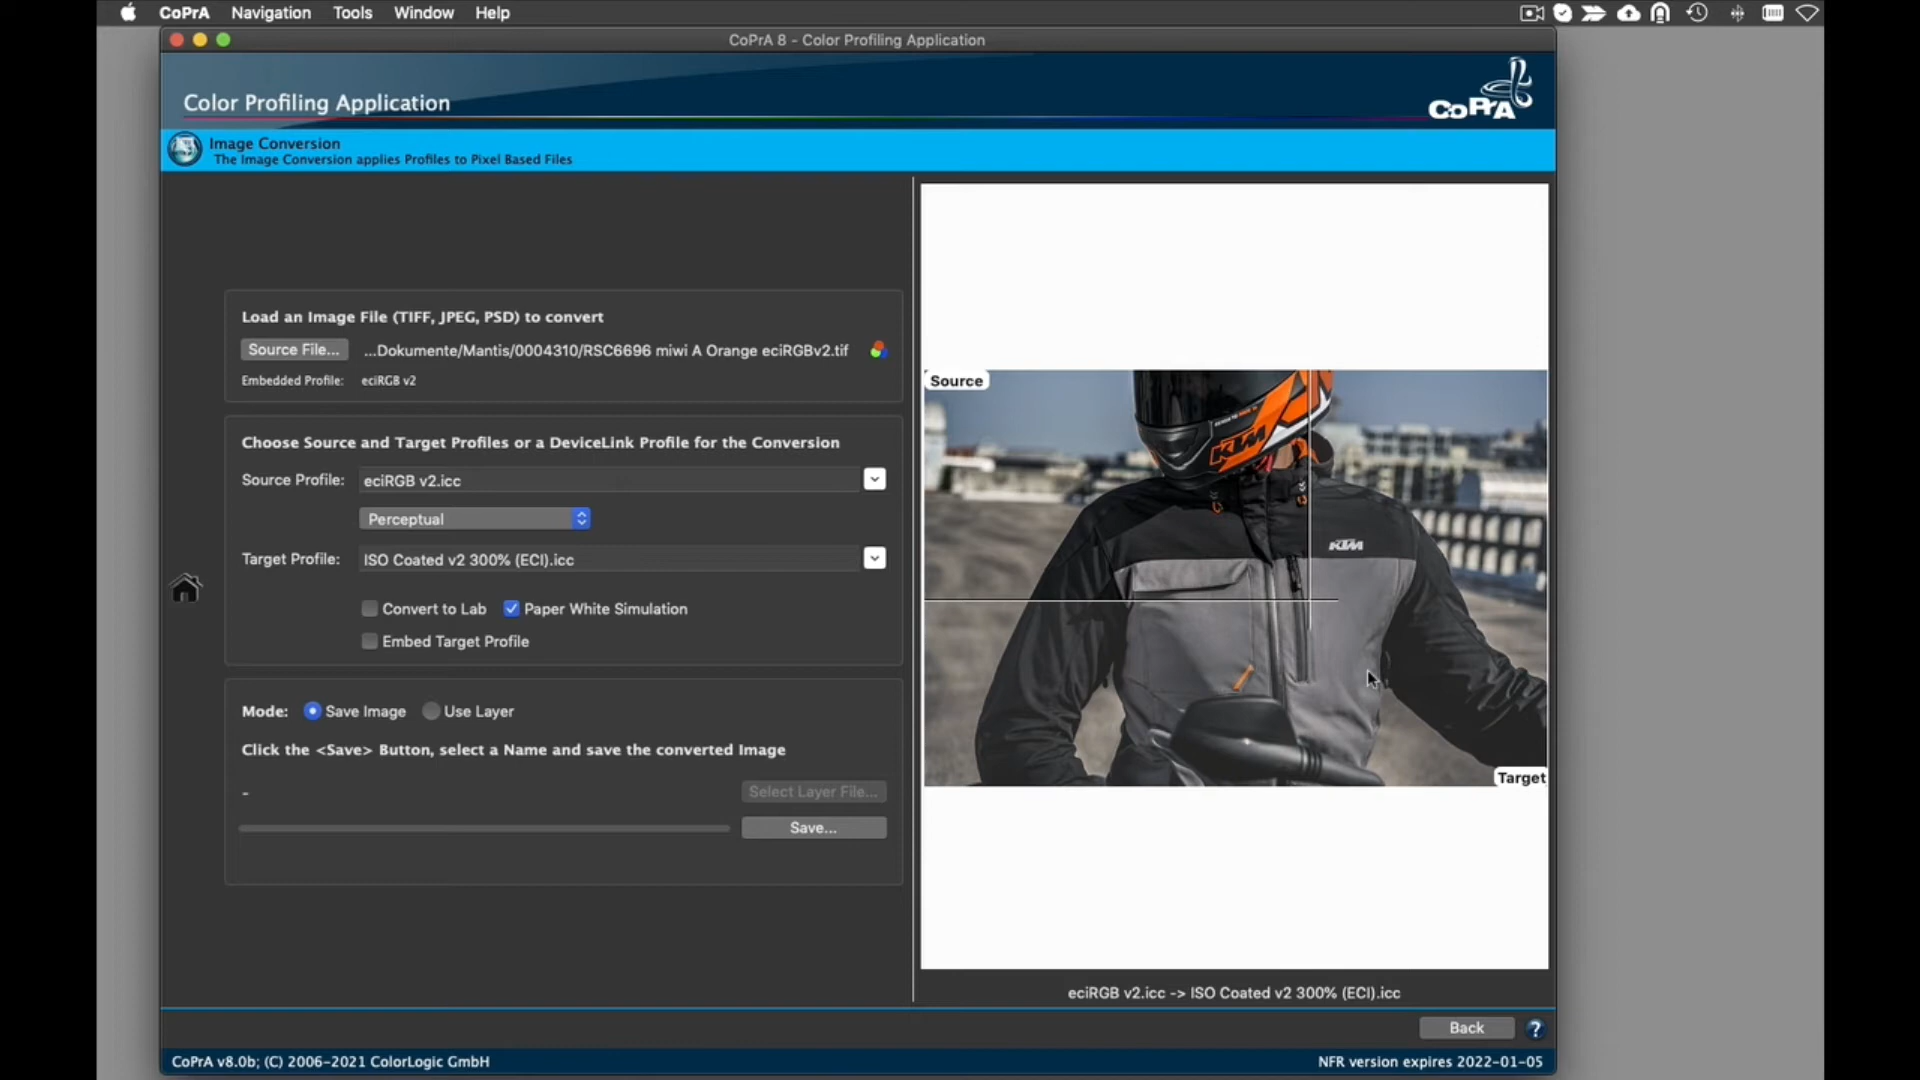 CoPrA Navigation Tools Window Help
CoPrA 8 - Color Profiling Application
Color Profiling Application
CoPrA
Image Conversion
The Image Conversion applies Profiles to Pixel Based Files
Load an Image File (TIFF, JPEG, PSD) to convert
Source File... ...Dokumente/Mantis/0004310/RSC6696 miwi A Orange eciRGBv2.tif
Embedded Profile: eciRGB v2
Choose Source and Target Profiles or a DeviceLink Profile for the Conversion
Source Profile: eciRGB v2.icc
Perceptual
Target Profile: ISO Coated v2 300% (ECI).icc
Convert to Lab Paper White Simulation
Embed Target Profile
Mode: Save Image Use Layer
Click the <Save> Button, select a Name and save the converted Image
-
Select Layer File...
Save...
Source
KTM
KTM
Target
eciRGB v2.icc -> ISO Coated v2 300% (ECI).icc
Back ?
CoPrA v8.0b; (C) 2006-2021 ColorLogic GmbH
NFR version expires 2022-01-05